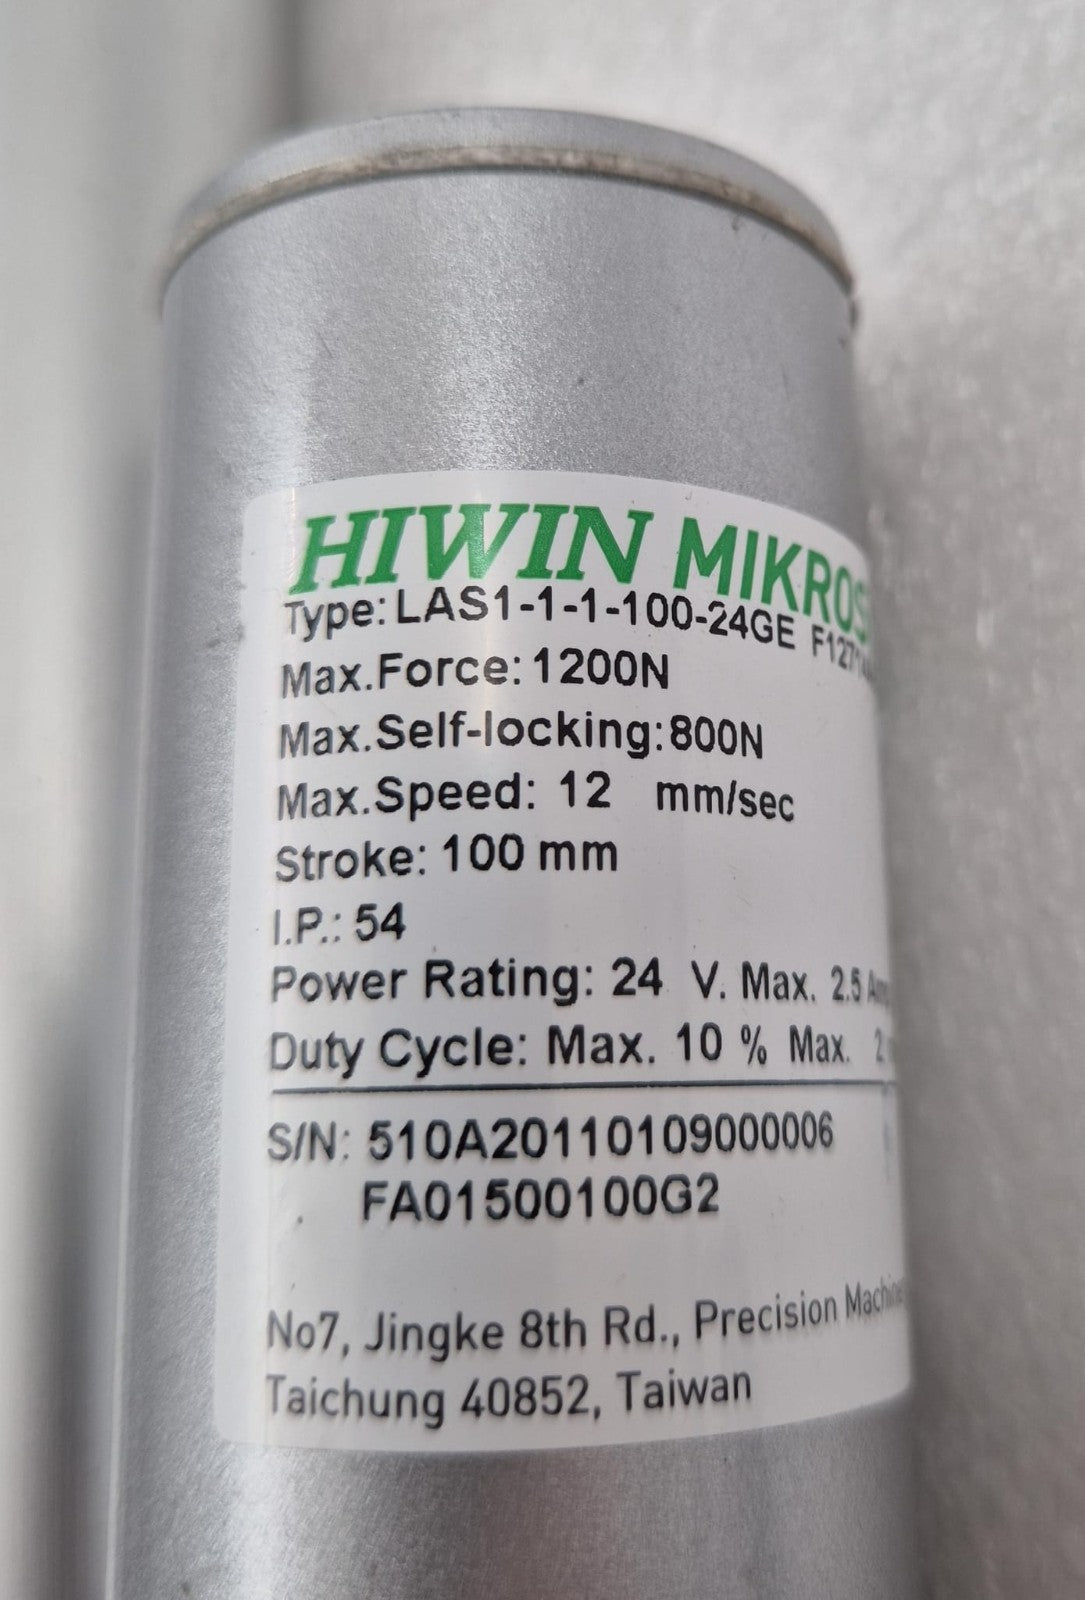 HIWIN
Type: LAS1-1-1-100-24GE
Max.Force: 1200N
Max.Self-locking: 800N
Max.Speed: 12 mm/sec
Stroke: 100 mm
I.P.: 54
Power Rating: 24 V. Max. 2.5
Duty Cycle: Max. 10 % Max.
S/N: 510A20110109000006
FA01500100G2
No7, Jingke 8th Rd., Precision
Taichung 40852, Taiwan